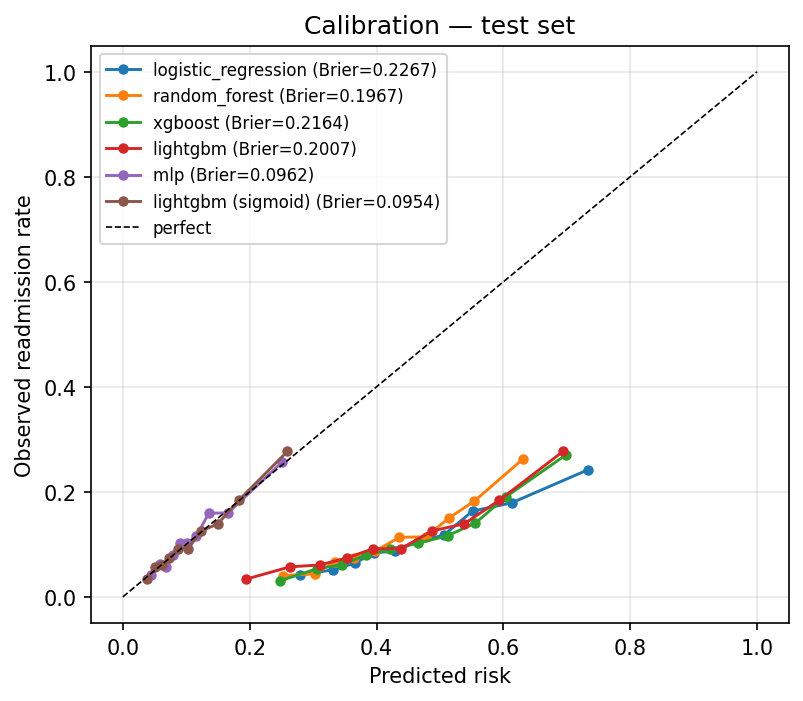 Calibration — test set
logistic_regression (Brier=0.2267)
random_forest (Brier=0.1967)
xgboost (Brier=0.2164)
lightgbm (Brier=0.2007)
mlp (Brier=0.0962)
lightgbm (sigmoid) (Brier=0.0954)
perfect
Observed readmission rate
1.0
0.8
0.6
0.4
0.2
0.0
0.0 0.2 0.4 0.6 0.8 1.0
Predicted risk